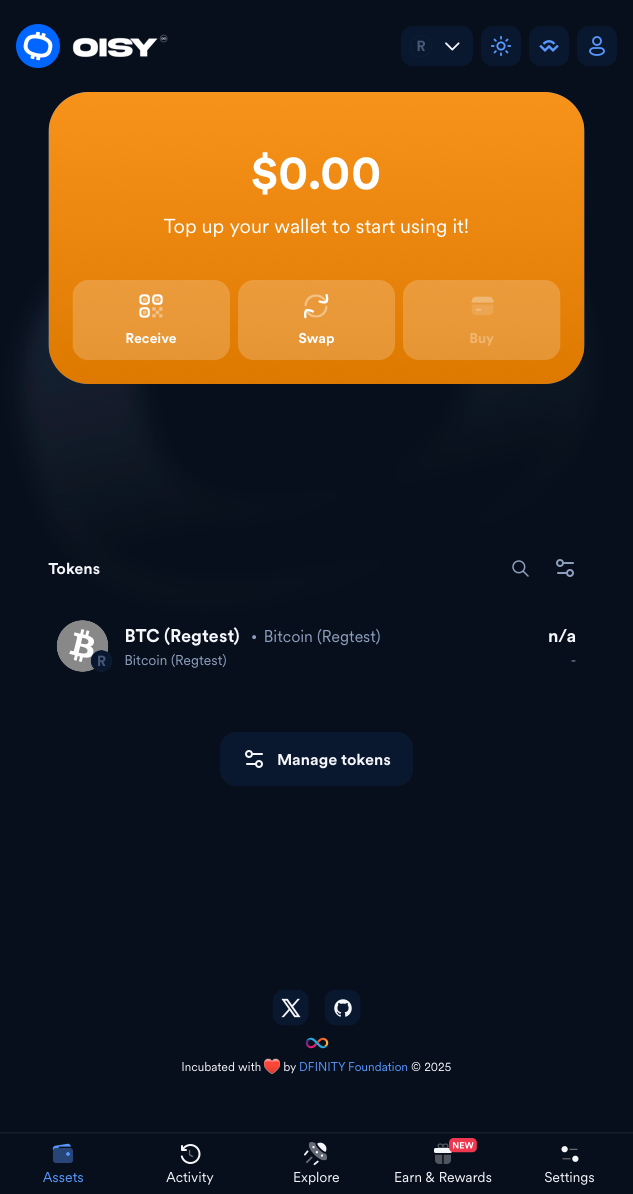 OISY
R
$0.00
Top up your wallet to start using it!
Receive
Swap
Buy
Tokens
BTC (Regtest) • Bitcoin (Regtest)
n/a
R
Bitcoin (Regtest)
-
Manage tokens
Incubated with ❤️ by DFINITY Foundation © 2025
NEW
Assets
Activity
Explore
Earn & Rewards
Settings